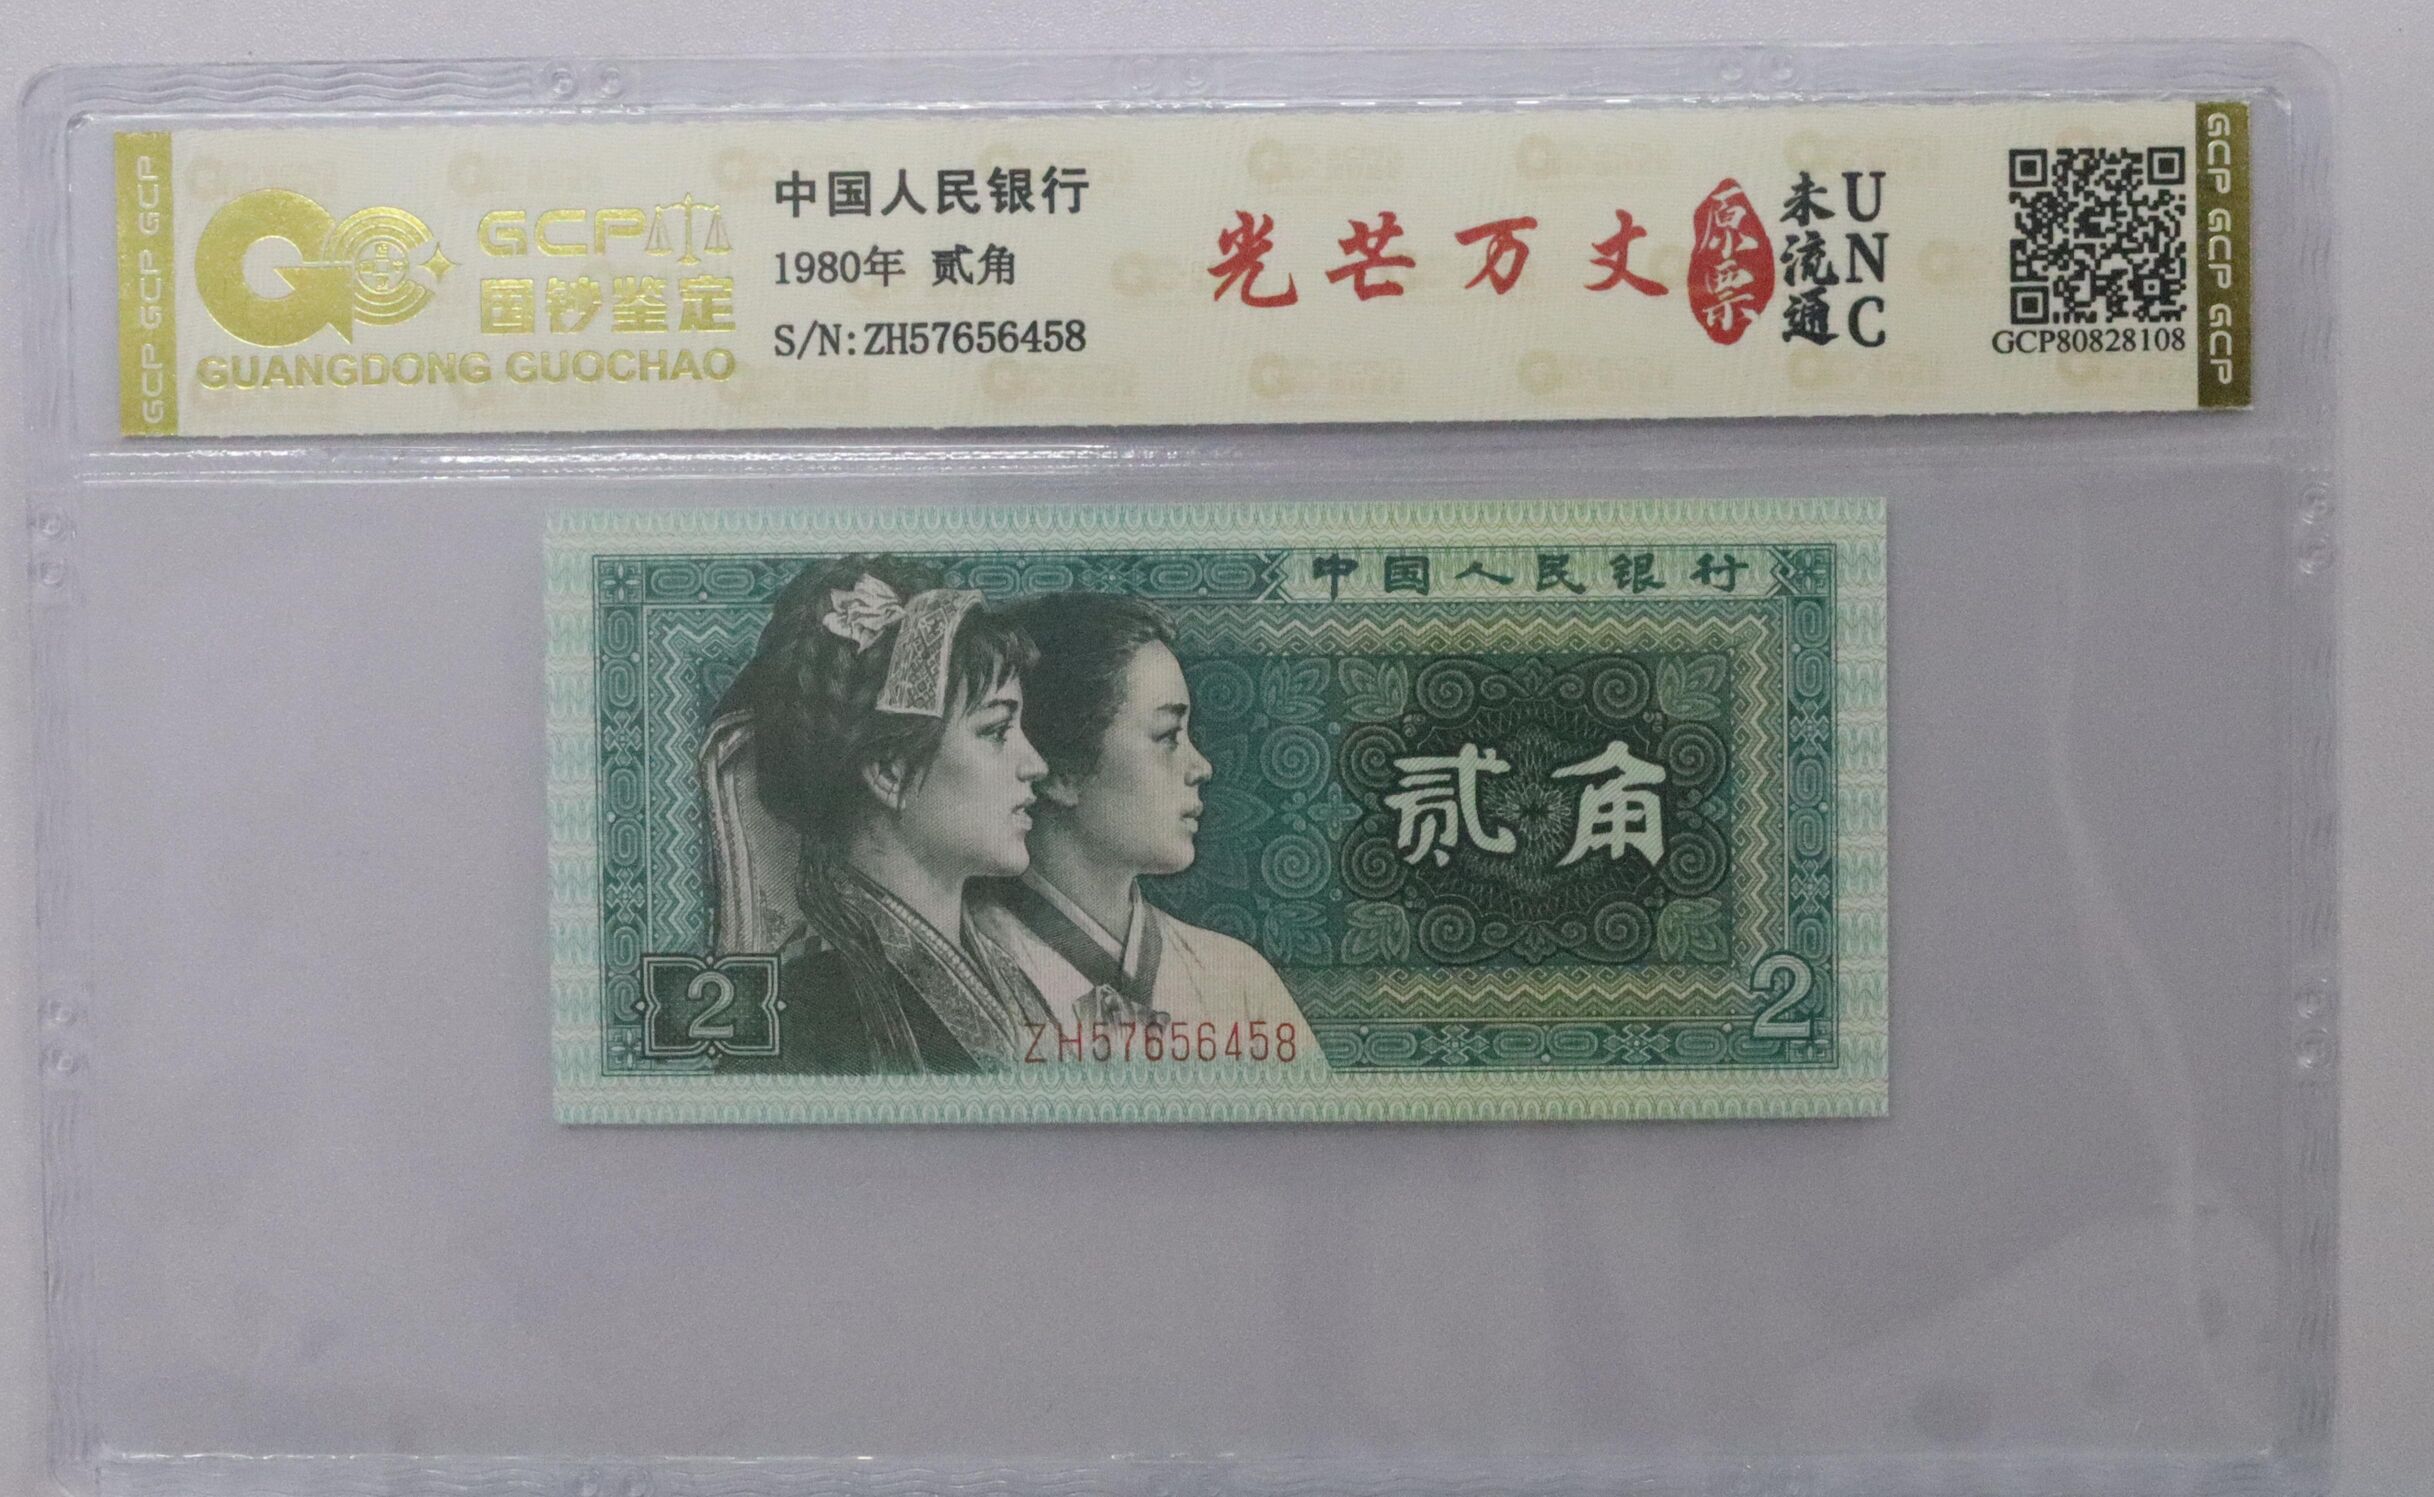 GCP GCP GCP
GCP
国钞鉴定
GUANGDONG GUOCHAO
中国人民银行
1980年 贰角
S/N:ZH57656458
光芒万丈
原票
未流通
UNC
GCP80828108
GCP GCP GCP
中国人民银行
贰角
2
2
ZH57656458